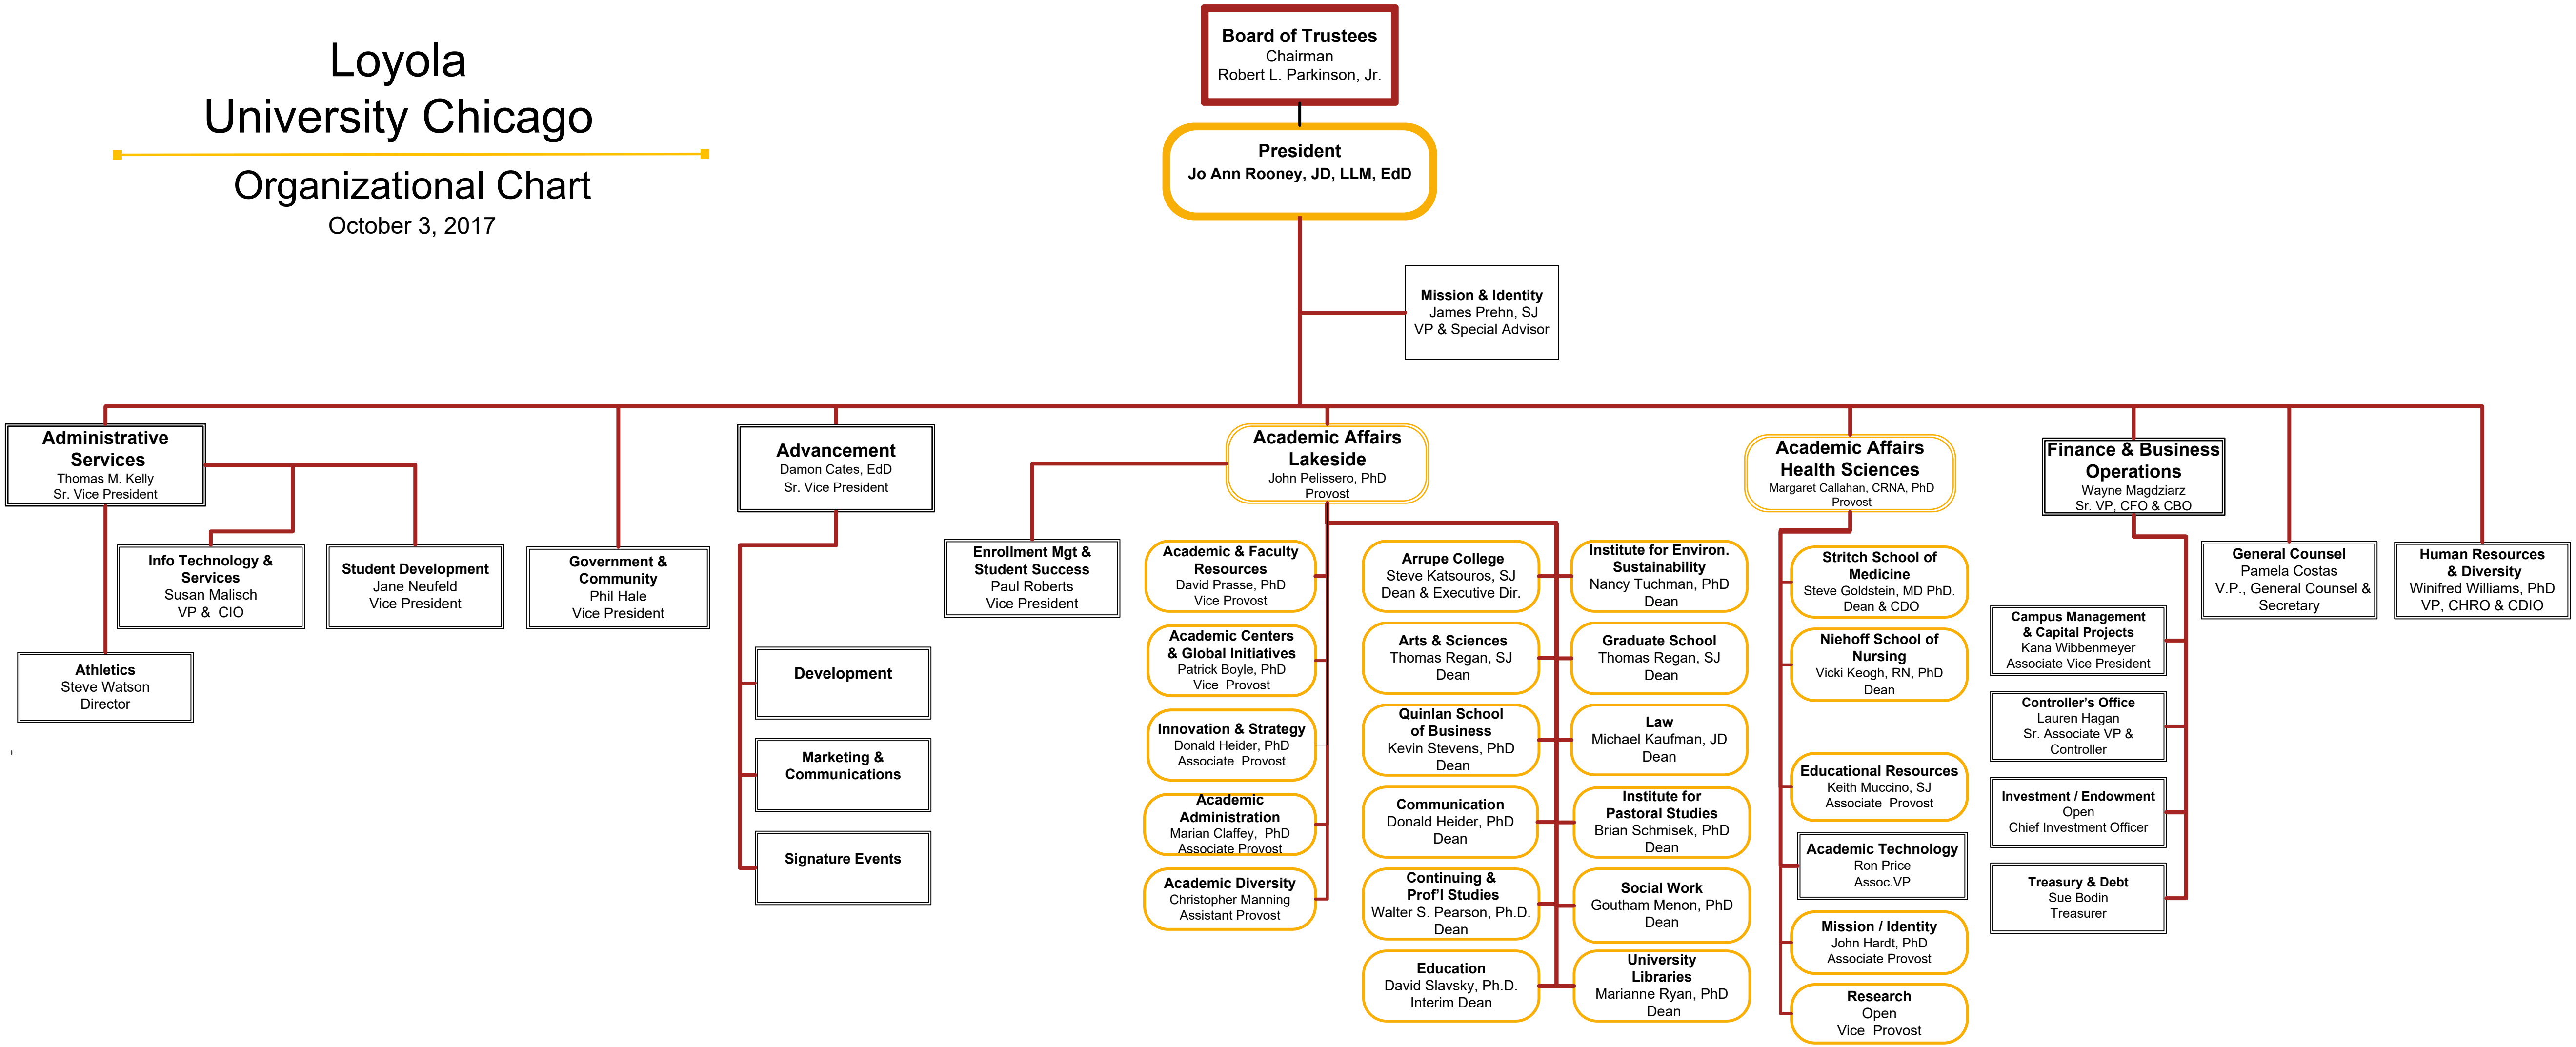 Loyola
University Chicago
Organizational Chart
October 3, 2017
Board of Trustees
Chairman
Robert L. Parkinson, Jr.
President
Jo Ann Rooney, JD, LLM, EdD
Mission & Identity
James Prehn, SJ
VP & Special Advisor
Administrative
Services
Thomas M. Kelly
Sr. Vice President
Info Technology &
Services
Susan Malisch
VP & CIO
Student Development
Jane Neufeld
Vice President
Athletics
Steve Watson
Director
Government &
Community
Phil Hale
Vice President
Advancement
Damon Cates, EdD
Sr. Vice President
Development
Marketing &
Communications
Signature Events
Academic Affairs
Lakeside
John Pelissero, PhD
Provost
Enrollment Mgt &
Student Success
Paul Roberts
Vice President
Academic & Faculty
Resources
David Prasse, PhD
Vice Provost
Academic Centers
& Global Initiatives
Patrick Boyle, PhD
Vice Provost
Innovation & Strategy
Donald Heider, PhD
Associate Provost
Academic
Administration
Marian Claffey, PhD
Associate Provost
Academic Diversity
Christopher Manning
Assistant Provost
Arrupe College
Steve Katsouros, SJ
Dean & Executive Dir.
Arts & Sciences
Thomas Regan, SJ
Dean
Quinlan School
of Business
Kevin Stevens, PhD
Dean
Communication
Donald Heider, PhD
Dean
Continuing &
Prof'l Studies
Walter S. Pearson, Ph.D.
Dean
Education
David Slavsky, Ph.D.
Interim Dean
Institute for Environ.
Sustainability
Nancy Tuchman, PhD
Dean
Graduate School
Thomas Regan, SJ
Dean
Law
Michael Kaufman, JD
Dean
Institute for
Pastoral Studies
Brian Schmisek, PhD
Dean
Social Work
Goutham Menon, PhD
Dean
University
Libraries
Marianne Ryan, PhD
Dean
Academic Affairs
Health Sciences
Margaret Callahan, CRNA, PhD
Provost
Stritch School of
Medicine
Steve Goldstein, MD PhD.
Dean & CDO
Niehoff School of
Nursing
Vicki Keogh, RN, PhD
Dean
Educational Resources
Keith Muccino, SJ
Associate Provost
Academic Technology
Ron Price
Assoc.VP
Mission / Identity
John Hardt, PhD
Associate Provost
Research
Open
Vice Provost
Finance & Business
Operations
Wayne Magdziarz
Sr. VP, CFO & CBO
Campus Management
& Capital Projects
Kana Wibbenmeyer
Associate Vice President
Controller's Office
Lauren Hagan
Sr. Associate VP &
Controller
Investment / Endowment
Open
Chief Investment Officer
Treasury & Debt
Sue Bodin
Treasurer
General Counsel
Pamela Costas
V.P., General Counsel &
Secretary
Human Resources
& Diversity
Winifred Williams, PhD
VP, CHRO & CDIO